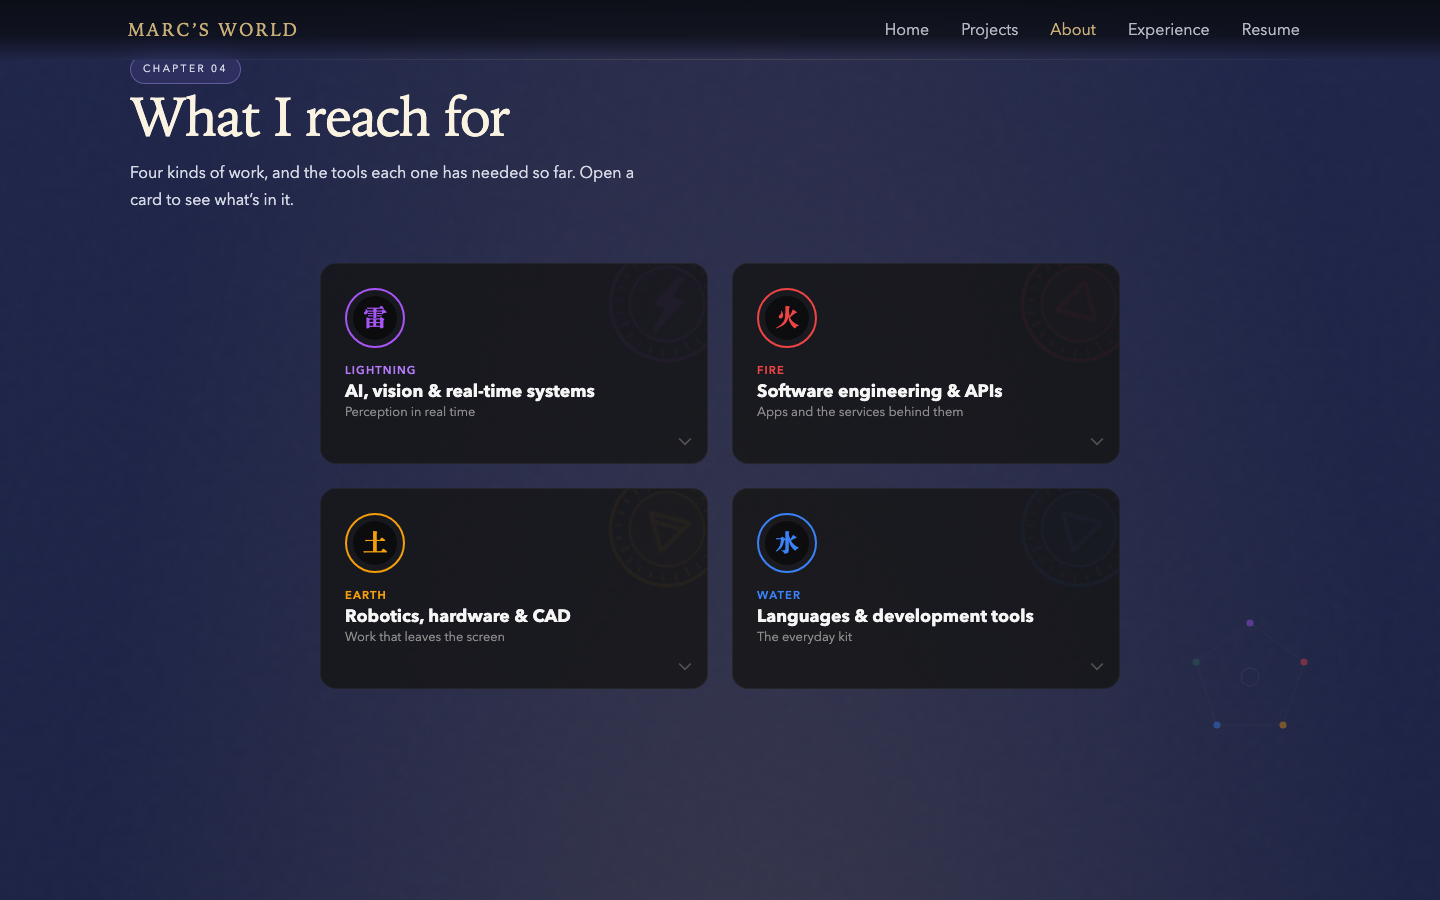 MARC’S WORLD
Home
Projects
About
Experience
Resume
CHAPTER 04
What I reach for
Four kinds of work, and the tools each one has needed so far. Open a
card to see what’s in it.
雷
LIGHTNING
AI, vision & real-time systems
Perception in real time
火
FIRE
Software engineering & APIs
Apps and the services behind them
土
EARTH
Robotics, hardware & CAD
Work that leaves the screen
水
WATER
Languages & development tools
The everyday kit